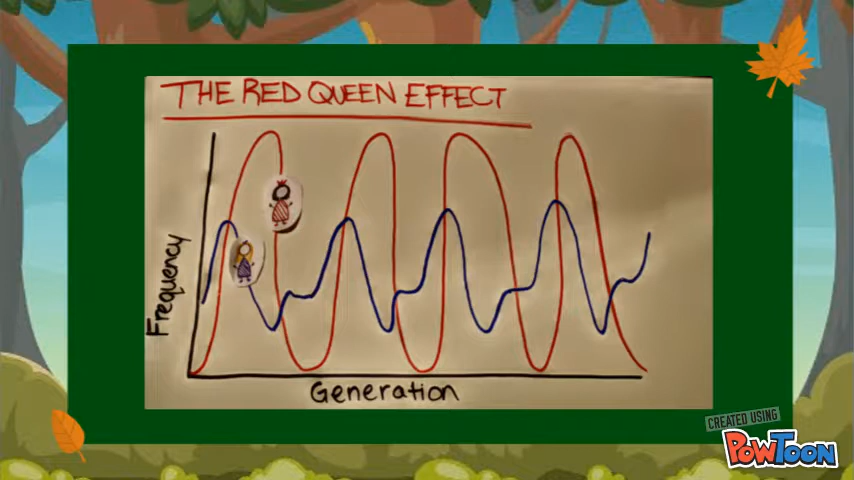 THE RED QUEEN EFFECT
Frequency
Generation
CREATED USING
POWTOON